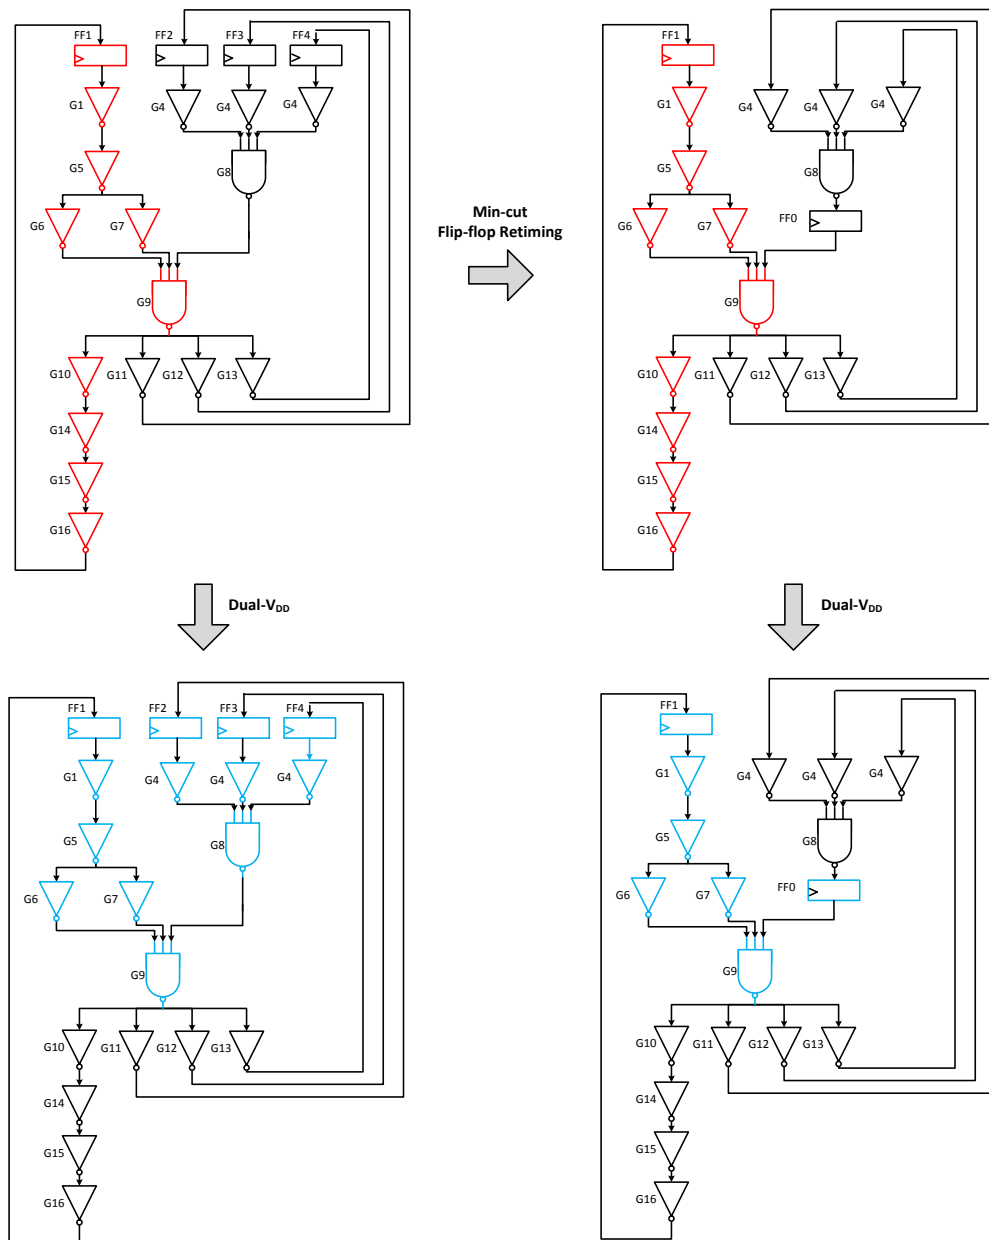 FF1 FF2 FF3 FF4
G1 G4 G4 G4
G5 G8
G6 G7
G9
G10 G11 G12 G13
G14
G15
G16
Min-cut
Flip-flop Retiming
FF1
G1 G4 G4 G4
G5 G8
G6 G7 FF0
G9
G10 G11 G12 G13
G14
G15
G16
Dual-VDD
Dual-VDD
FF1 FF2 FF3 FF4
G1 G4 G4 G4
G5 G8
G6 G7
G9
G10 G11 G12 G13
G14
G15
G16
FF1
G1 G4 G4 G4
G5 G8
G6 G7 FF0
G9
G10 G11 G12 G13
G14
G15
G16